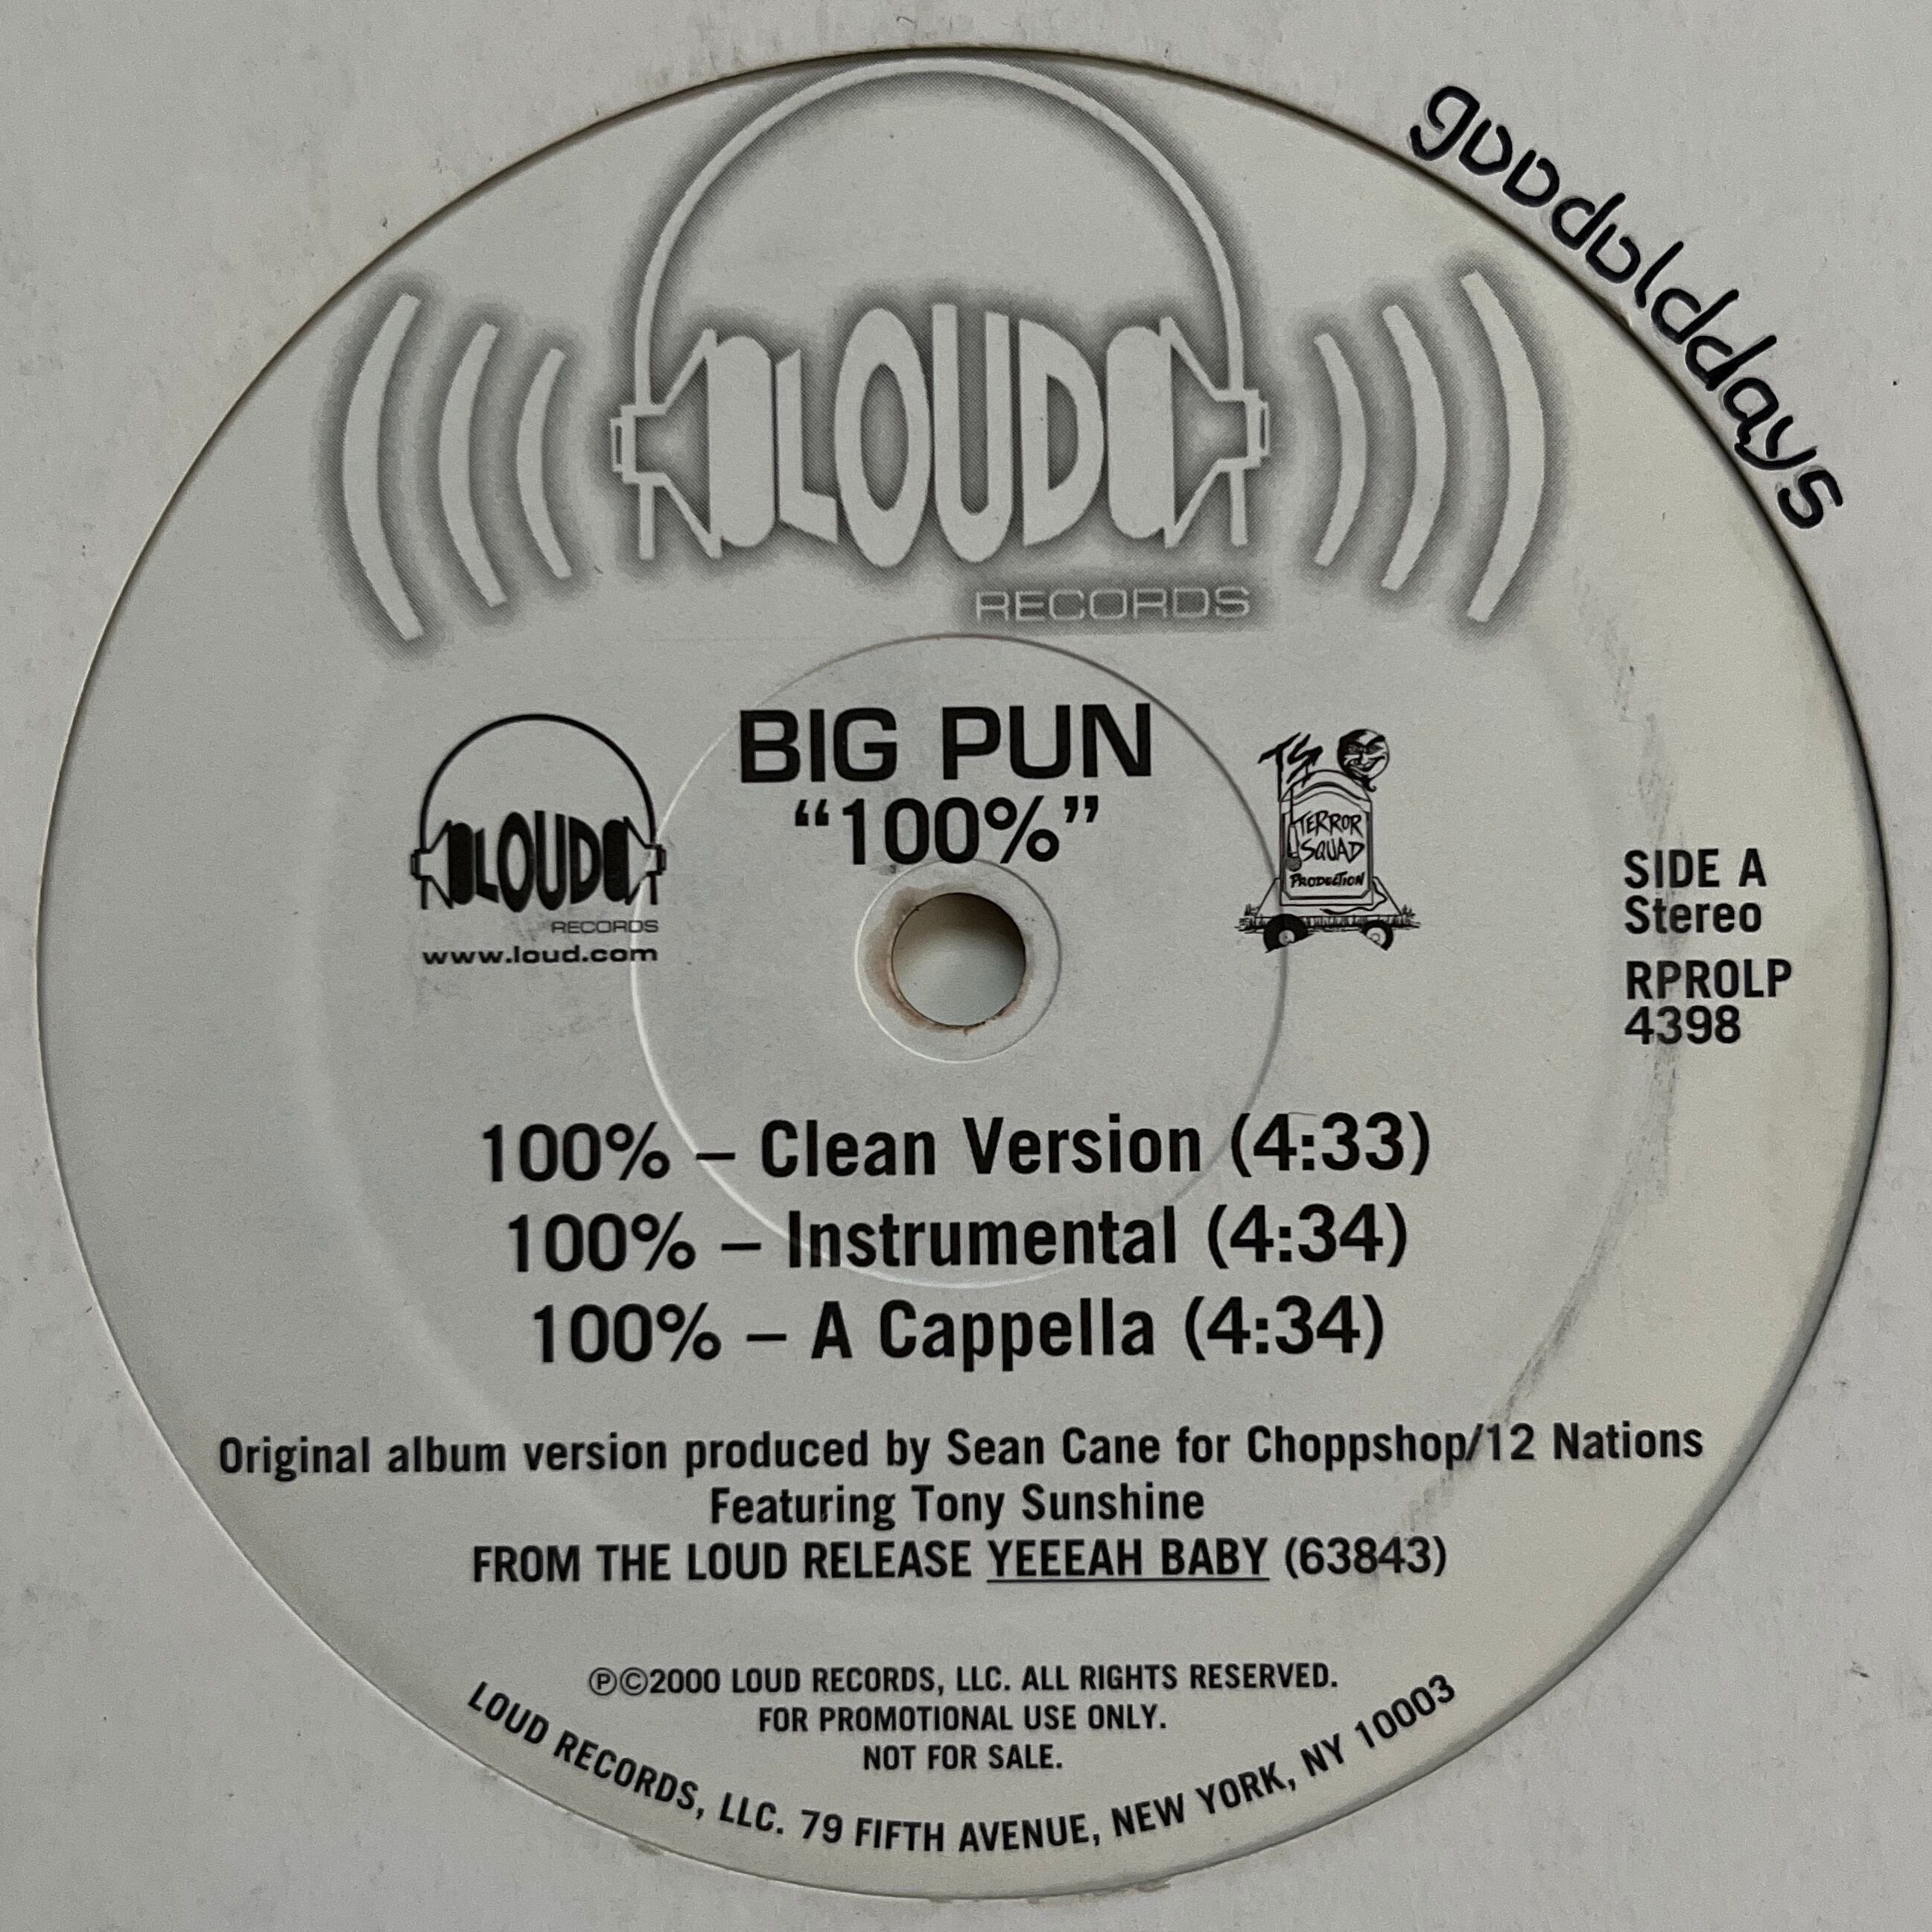 goodolddays
LOUD
RECORDS
BIG PUN
“100%”
LOUD
RECORDS
www.loud.com
TS
TERROR
SQUAD
PRODUCTION
SIDE A
Stereo
RPROLP
4398
100% – Clean Version (4:33)
100% – Instrumental (4:34)
100% – A Cappella (4:34)
Original album version produced by Sean Cane for Choppshop/12 Nations
Featuring Tony Sunshine
FROM THE LOUD RELEASE YEEEAH BABY (63843)
℗©2000 LOUD RECORDS, LLC. ALL RIGHTS RESERVED.
FOR PROMOTIONAL USE ONLY.
NOT FOR SALE.
LOUD RECORDS, LLC. 79 FIFTH AVENUE, NEW YORK, NY 10003